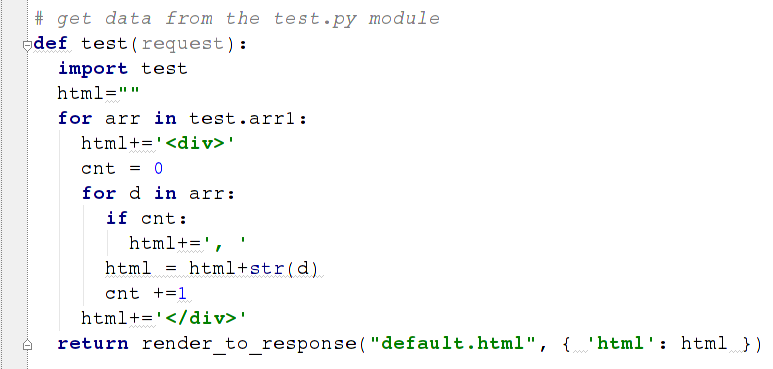 # get data from the test.py module
def test(request):
  import test
  html=""
  for arr in test.arr1:
    html+='<div>'
    cnt = 0
    for d in arr:
      if cnt:
        html+=', '
      html = html+str(d)
      cnt +=1
    html+='</div>'
  return render_to_response("default.html", { 'html': html })